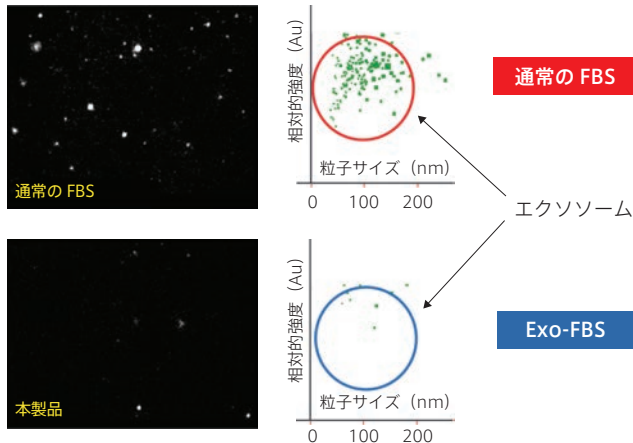 通常の FBS
相対的強度（Au）
粒子サイズ（nm）
0 100 200
通常の FBS
エクソソーム
本製品
相対的強度（Au）
粒子サイズ（nm）
0 100 200
Exo-FBS